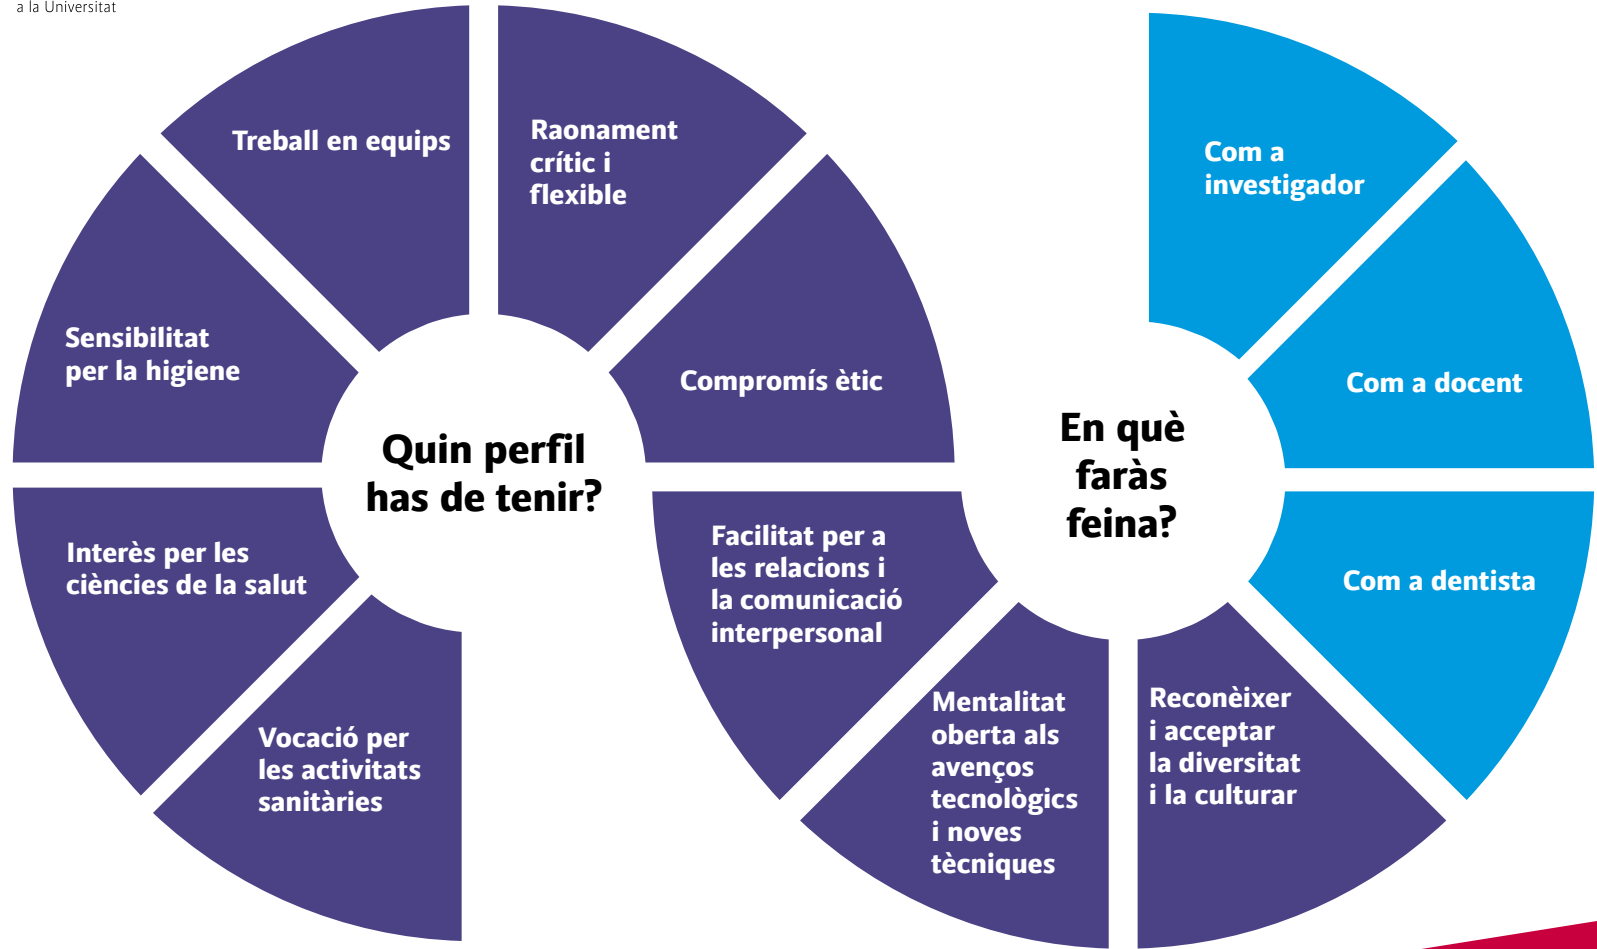 a la Universitat
Quin perfil
has de tenir?
Vocació per
les activitats
sanitàries
Interès per les
ciències de la salut
Sensibilitat
per la higiene
Treball en equips
Raonament
crític i
flexible
Compromís ètic
Facilitat per a
les relacions i
la comunicació
interpersonal
Mentalitat
oberta als
avenços
tecnològics
i noves
tècniques
Reconèixer
i acceptar
la diversitat
i la culturar
En què
faràs
feina?
Com a
investigador
Com a docent
Com a dentista